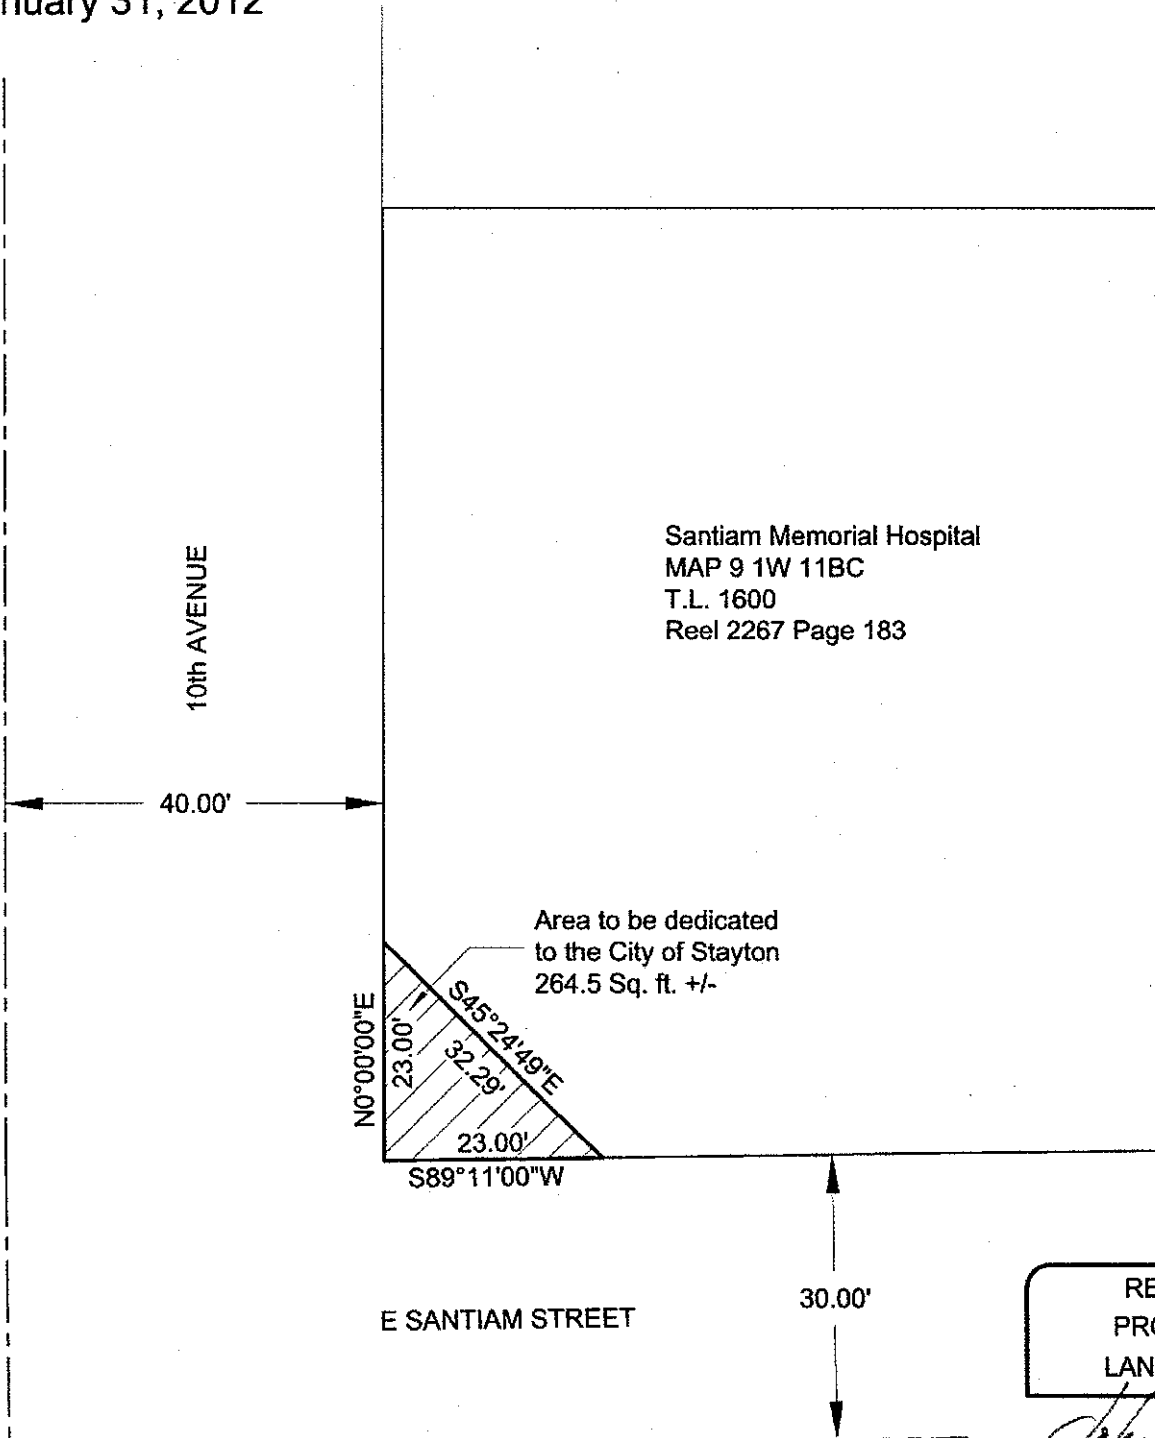 31, 2012
Santiam Memorial Hospital
MAP 9 1W 11BC
T.L. 1600
Reel 2267 Page 183
10th AVENUE
40.00'
Area to be dedicated
to the City of Stayton
264.5 Sq. ft. +/-
N0°00'00"E
23.00'
S45°24'49"E
32.29'
23.00'
S89°11'00"W
30.00'
E SANTIAM STREET